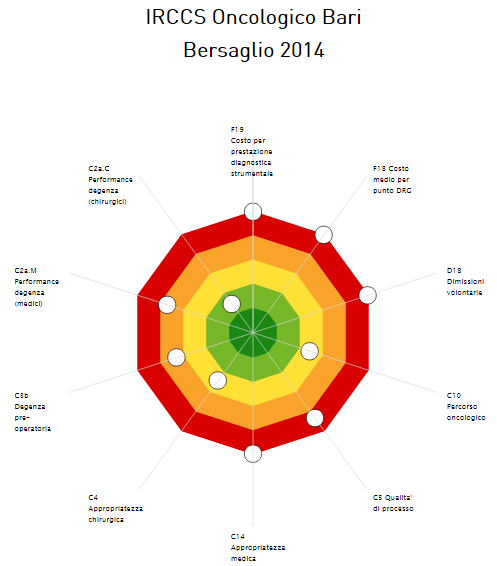 IRCCS Oncologico Bari
Bersaglio 2014
F19
Costo per
prestazione
diagnostica
strumentale
F18 Costo
medio per
punto DRG
D18
Dimissioni
volontarie
C10
Percorso
oncologico
C5 Qualita'
di processo
C14
Appropriatezza
medica
C4
Appropriatezza
chirurgica
C8b
Degenza
pre-
operatoria
C2a.M
Performance
degenza
(medici)
C2a.C
Performance
degenza
(chirurgici)